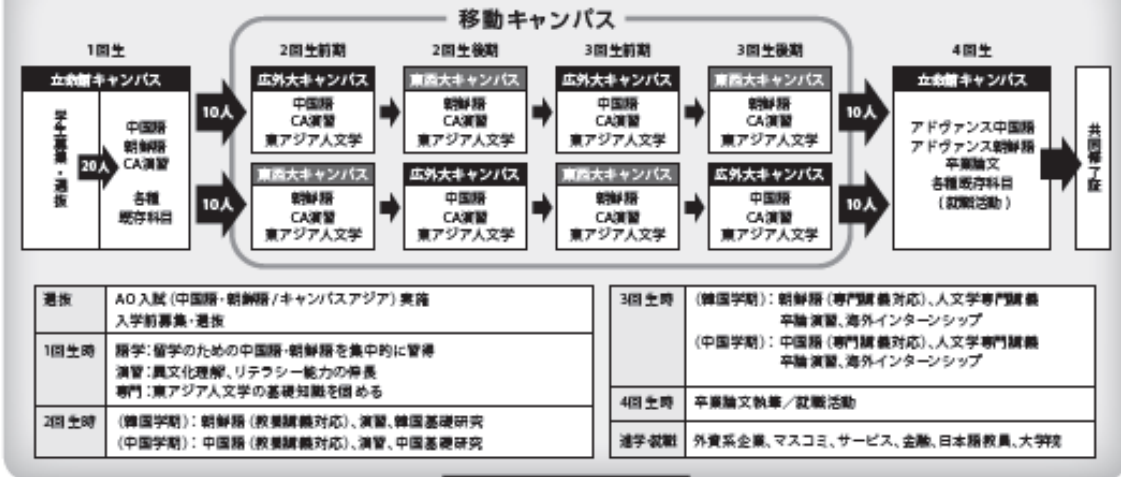 移動キャンパス
1回生
2回生前期
2回生後期
3回生前期
3回生後期
4回生
立命館キャンパス
学生募集・選抜
20人
中国語
朝鮮語
CA演習
各種
既存科目
10人
10人
広外大キャンパス
中国語
CA演習
東アジア人文学
東西大キャンパス
朝鮮語
CA演習
東アジア人文学
広外大キャンパス
中国語
CA演習
東アジア人文学
東西大キャンパス
朝鮮語
CA演習
東アジア人文学
東西大キャンパス
朝鮮語
CA演習
東アジア人文学
広外大キャンパス
中国語
CA演習
東アジア人文学
東西大キャンパス
朝鮮語
CA演習
東アジア人文学
広外大キャンパス
中国語
CA演習
東アジア人文学
10人
10人
立命館キャンパス
アドヴァンス中国語
アドヴァンス朝鮮語
卒業論文
各種既存科目
(就職活動)
共同修了証
選抜
AO入試(中国語・朝鮮語/キャンパスアジア)実施
入学前募集・選抜
1回生時
語学:留学のための中国語・朝鮮語を集中的に習得
演習:異文化理解、リテラシー能力の伸長
専門:東アジア人文学の基礎知識を固める
2回生時
(韓国学期):朝鮮語(教養講義対応)、演習、韓国基礎研究
(中国学期):中国語(教養講義対応)、演習、中国基礎研究
3回生時
(韓国学期):朝鮮語(専門講義対応)、人文学専門講義
卒論演習、海外インターンシップ
(中国学期):中国語(専門講義対応)、人文学専門講義
卒論演習、海外インターンシップ
4回生時
卒業論文執筆/就職活動
進学・就職
外資系企業、マスコミ、サービス、金融、日本語教員、大学院